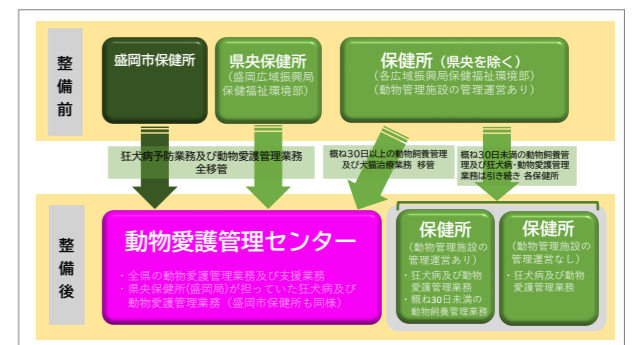 整備前
盛岡市保健所
県央保健所
（盛岡広域振興局
保健福祉環境部）
保健所（県央を除く）
（各広域振興局保健福祉環境部）
（動物管理施設の管理運営あり）
狂犬病予防業務及び動物愛護管理業務
全移管
概ね30日以上の動物飼養管理
及び犬猫治療業務 移管
概ね30日未満の動物飼養管
理及び狂犬病・動物愛護管理
業務は引き続き 各保健所
整備後
動物愛護管理センター
・全県の動物愛護管理業務及び支援業務
・県央保健所(盛岡局)が担っていた狂犬病及び
動物愛護管理業務（盛岡市保健所も同様）
保健所
（動物管理施設の
管理運営あり）
・狂犬病及び動物
愛護管理業務
・概ね30日未満の
動物飼養管理業務
保健所
（動物管理施設の
管理運営なし）
・狂犬病及び動物
愛護管理業務